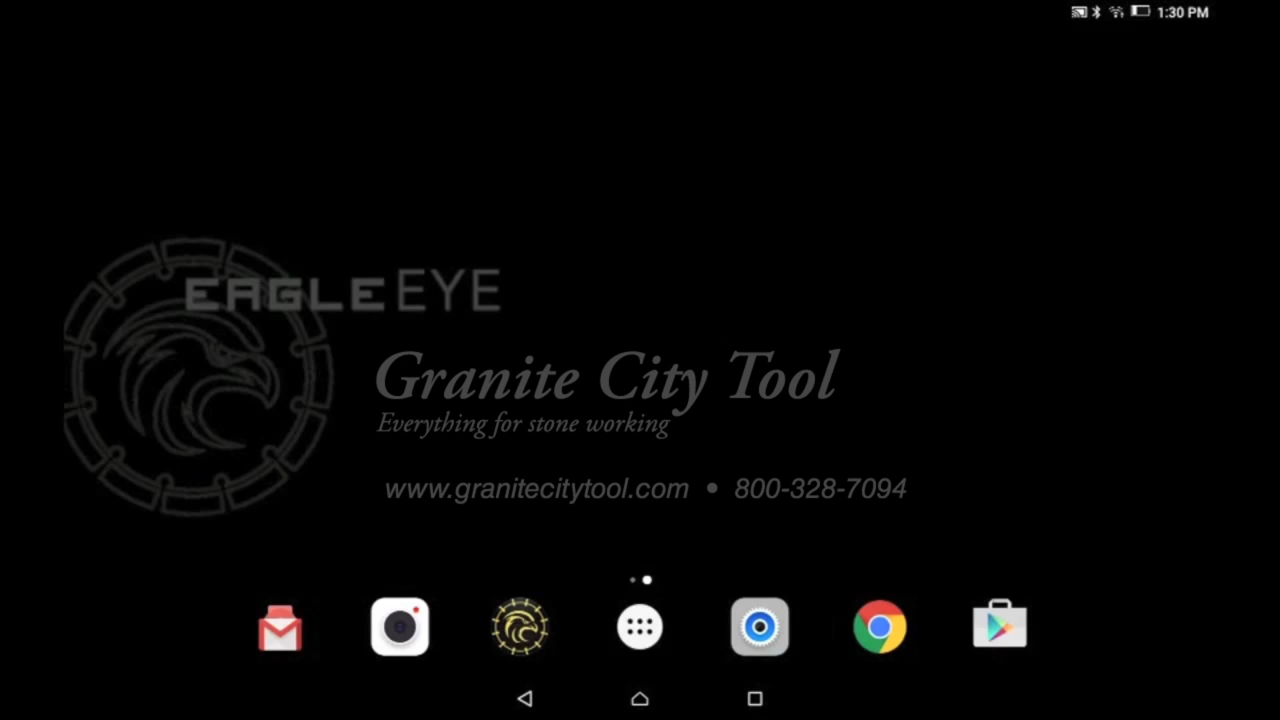 1:30 PM
EAGLE EYE
Granite City Tool
Everything for stone working
www.granitecitytool.com • 800-328-7094